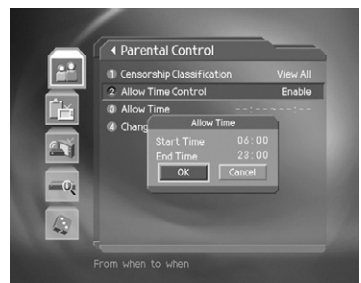 Parental Control
1 Censorship Classification View All
2 Allow Time Control Enable
3 Allow Time --:-- - --:--
4 Chang
Allow Time
Start Time 06:00
End Time 23:00
OK Cancel
From when to when